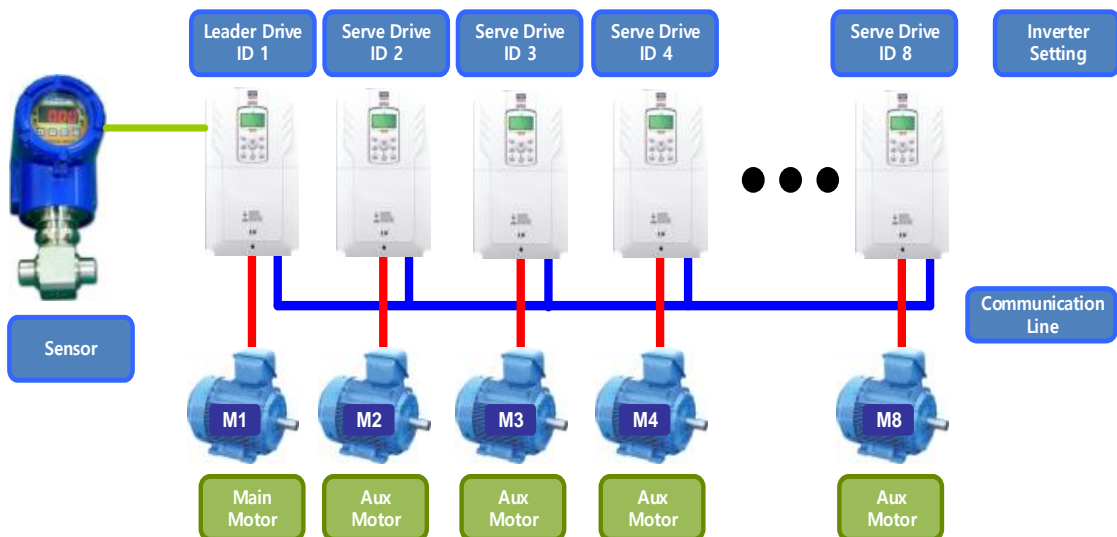 Leader Drive
ID 1
Serve Drive
ID 2
Serve Drive
ID 3
Serve Drive
ID 4
Serve Drive
ID 8
Inverter
Setting
Sensor
Communication
Line
M1
M2
M3
M4
M8
Main
Motor
Aux
Motor
Aux
Motor
Aux
Motor
Aux
Motor